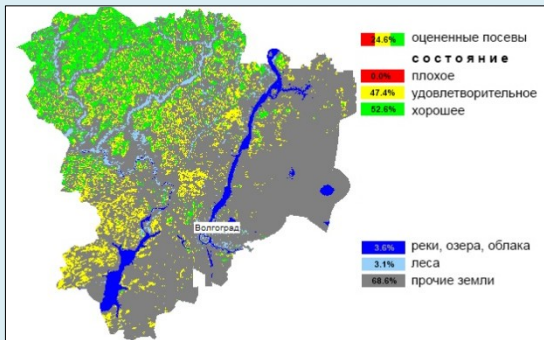 24.6% оцененные посевы
состояние
0.0% плохое
47.4% удовлетворительное
52.6% хорошее
Волгоград
3.6% реки, озера, облака
3.1% леса
68.6% прочие земли